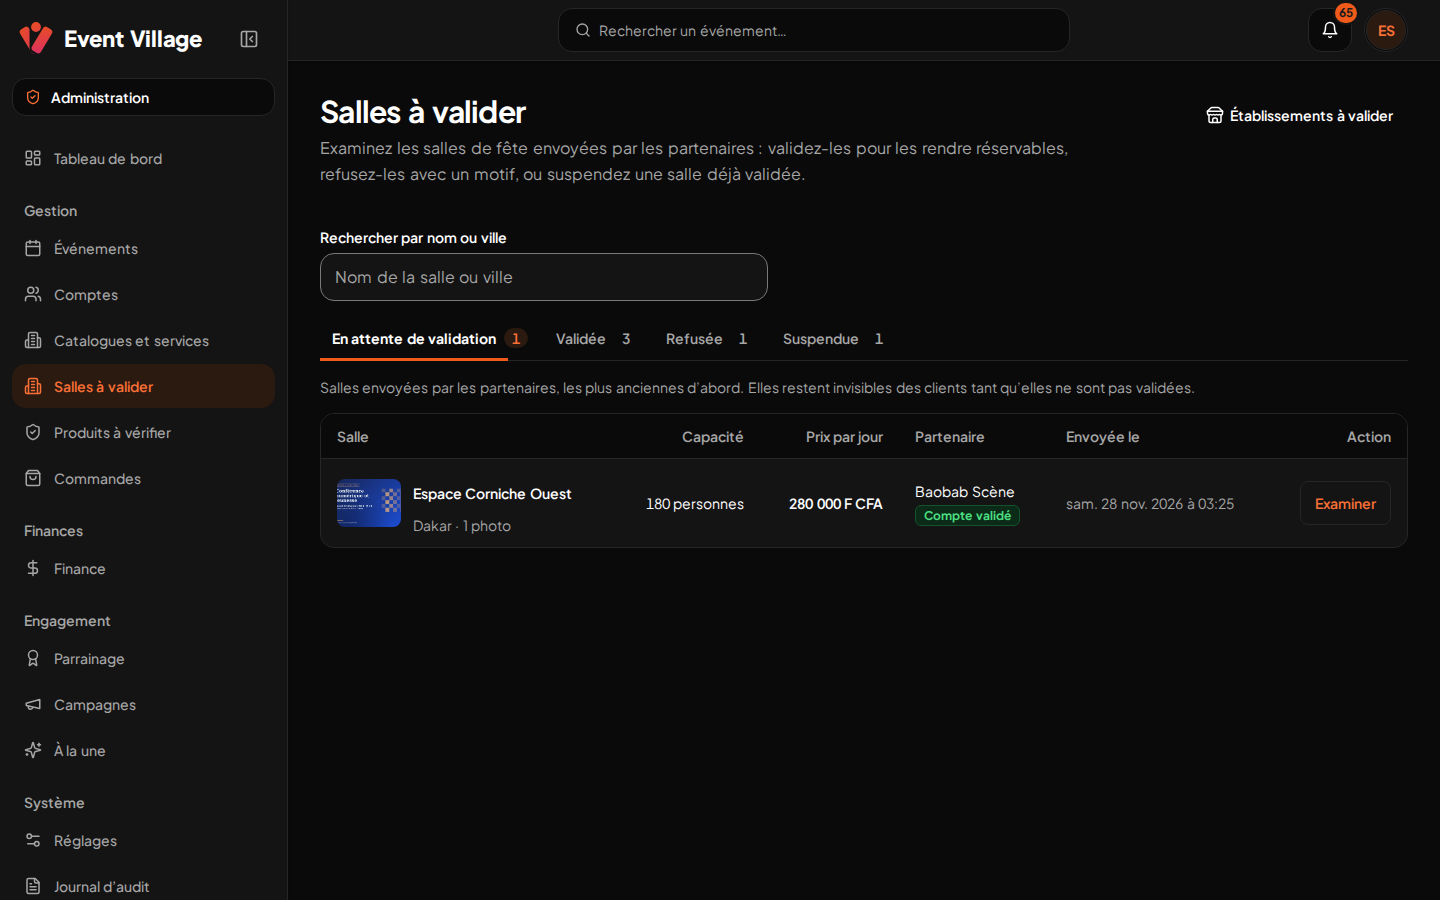 Event Village
Rechercher un événement…
65
ES
Administration
Tableau de bord
Gestion
Événements
Comptes
Catalogues et services
Salles à valider
Produits à vérifier
Commandes
Finances
Finance
Engagement
Parrainage
Campagnes
À la une
Système
Réglages
Journal d’audit
Salles à valider
Établissements à valider
Examinez les salles de fête envoyées par les partenaires : validez-les pour les rendre réservables,
refusez-les avec un motif, ou suspendez une salle déjà validée.
Rechercher par nom ou ville
Nom de la salle ou ville
En attente de validation 1 Validée 3 Refusée 1 Suspendue 1
Salles envoyées par les partenaires, les plus anciennes d’abord. Elles restent invisibles des clients tant qu’elles ne sont pas validées.
Salle Capacité Prix par jour Partenaire Envoyée le Action
Espace Corniche Ouest
Dakar · 1 photo
180 personnes
280 000 F CFA
Baobab Scène
Compte validé
sam. 28 nov. 2026 à 03:25
Examiner